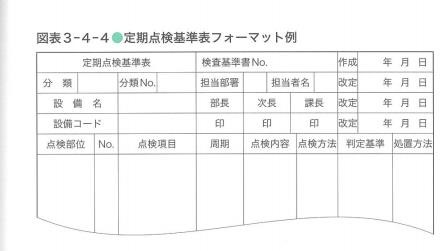 図表3-4-4●定期点検基準表フォーマット例
定期点検基準表 検査基準書No. 作成 年 月 日
分 類 分類No. 担当部署 担当者名 改定 年 月 日
設 備 名 部長 次長 課長 改定 年 月 日
設備コード 印 印 印 改定 年 月 日
点検部位 No. 点検項目 周期 点検内容 点検方法 判定基準 処置方法